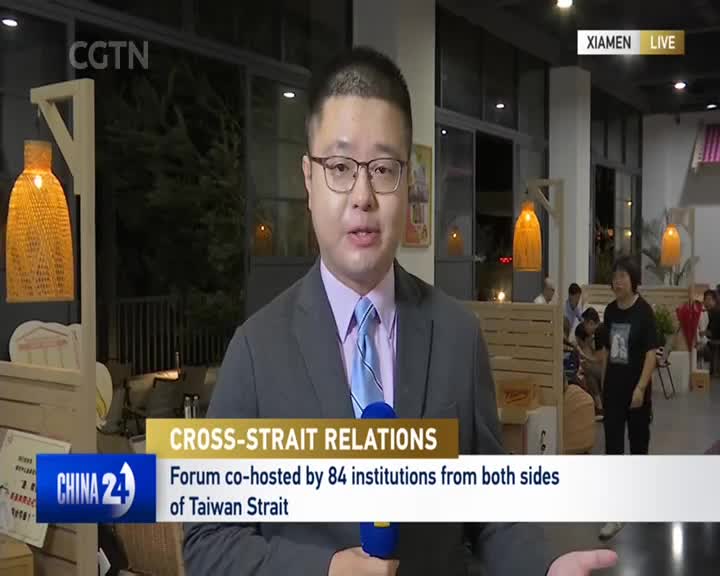 CGTN
XIAMEN LIVE
CROSS-STRAIT RELATIONS
Forum co-hosted by 84 institutions from both sides
of Taiwan Strait
CHINA 24